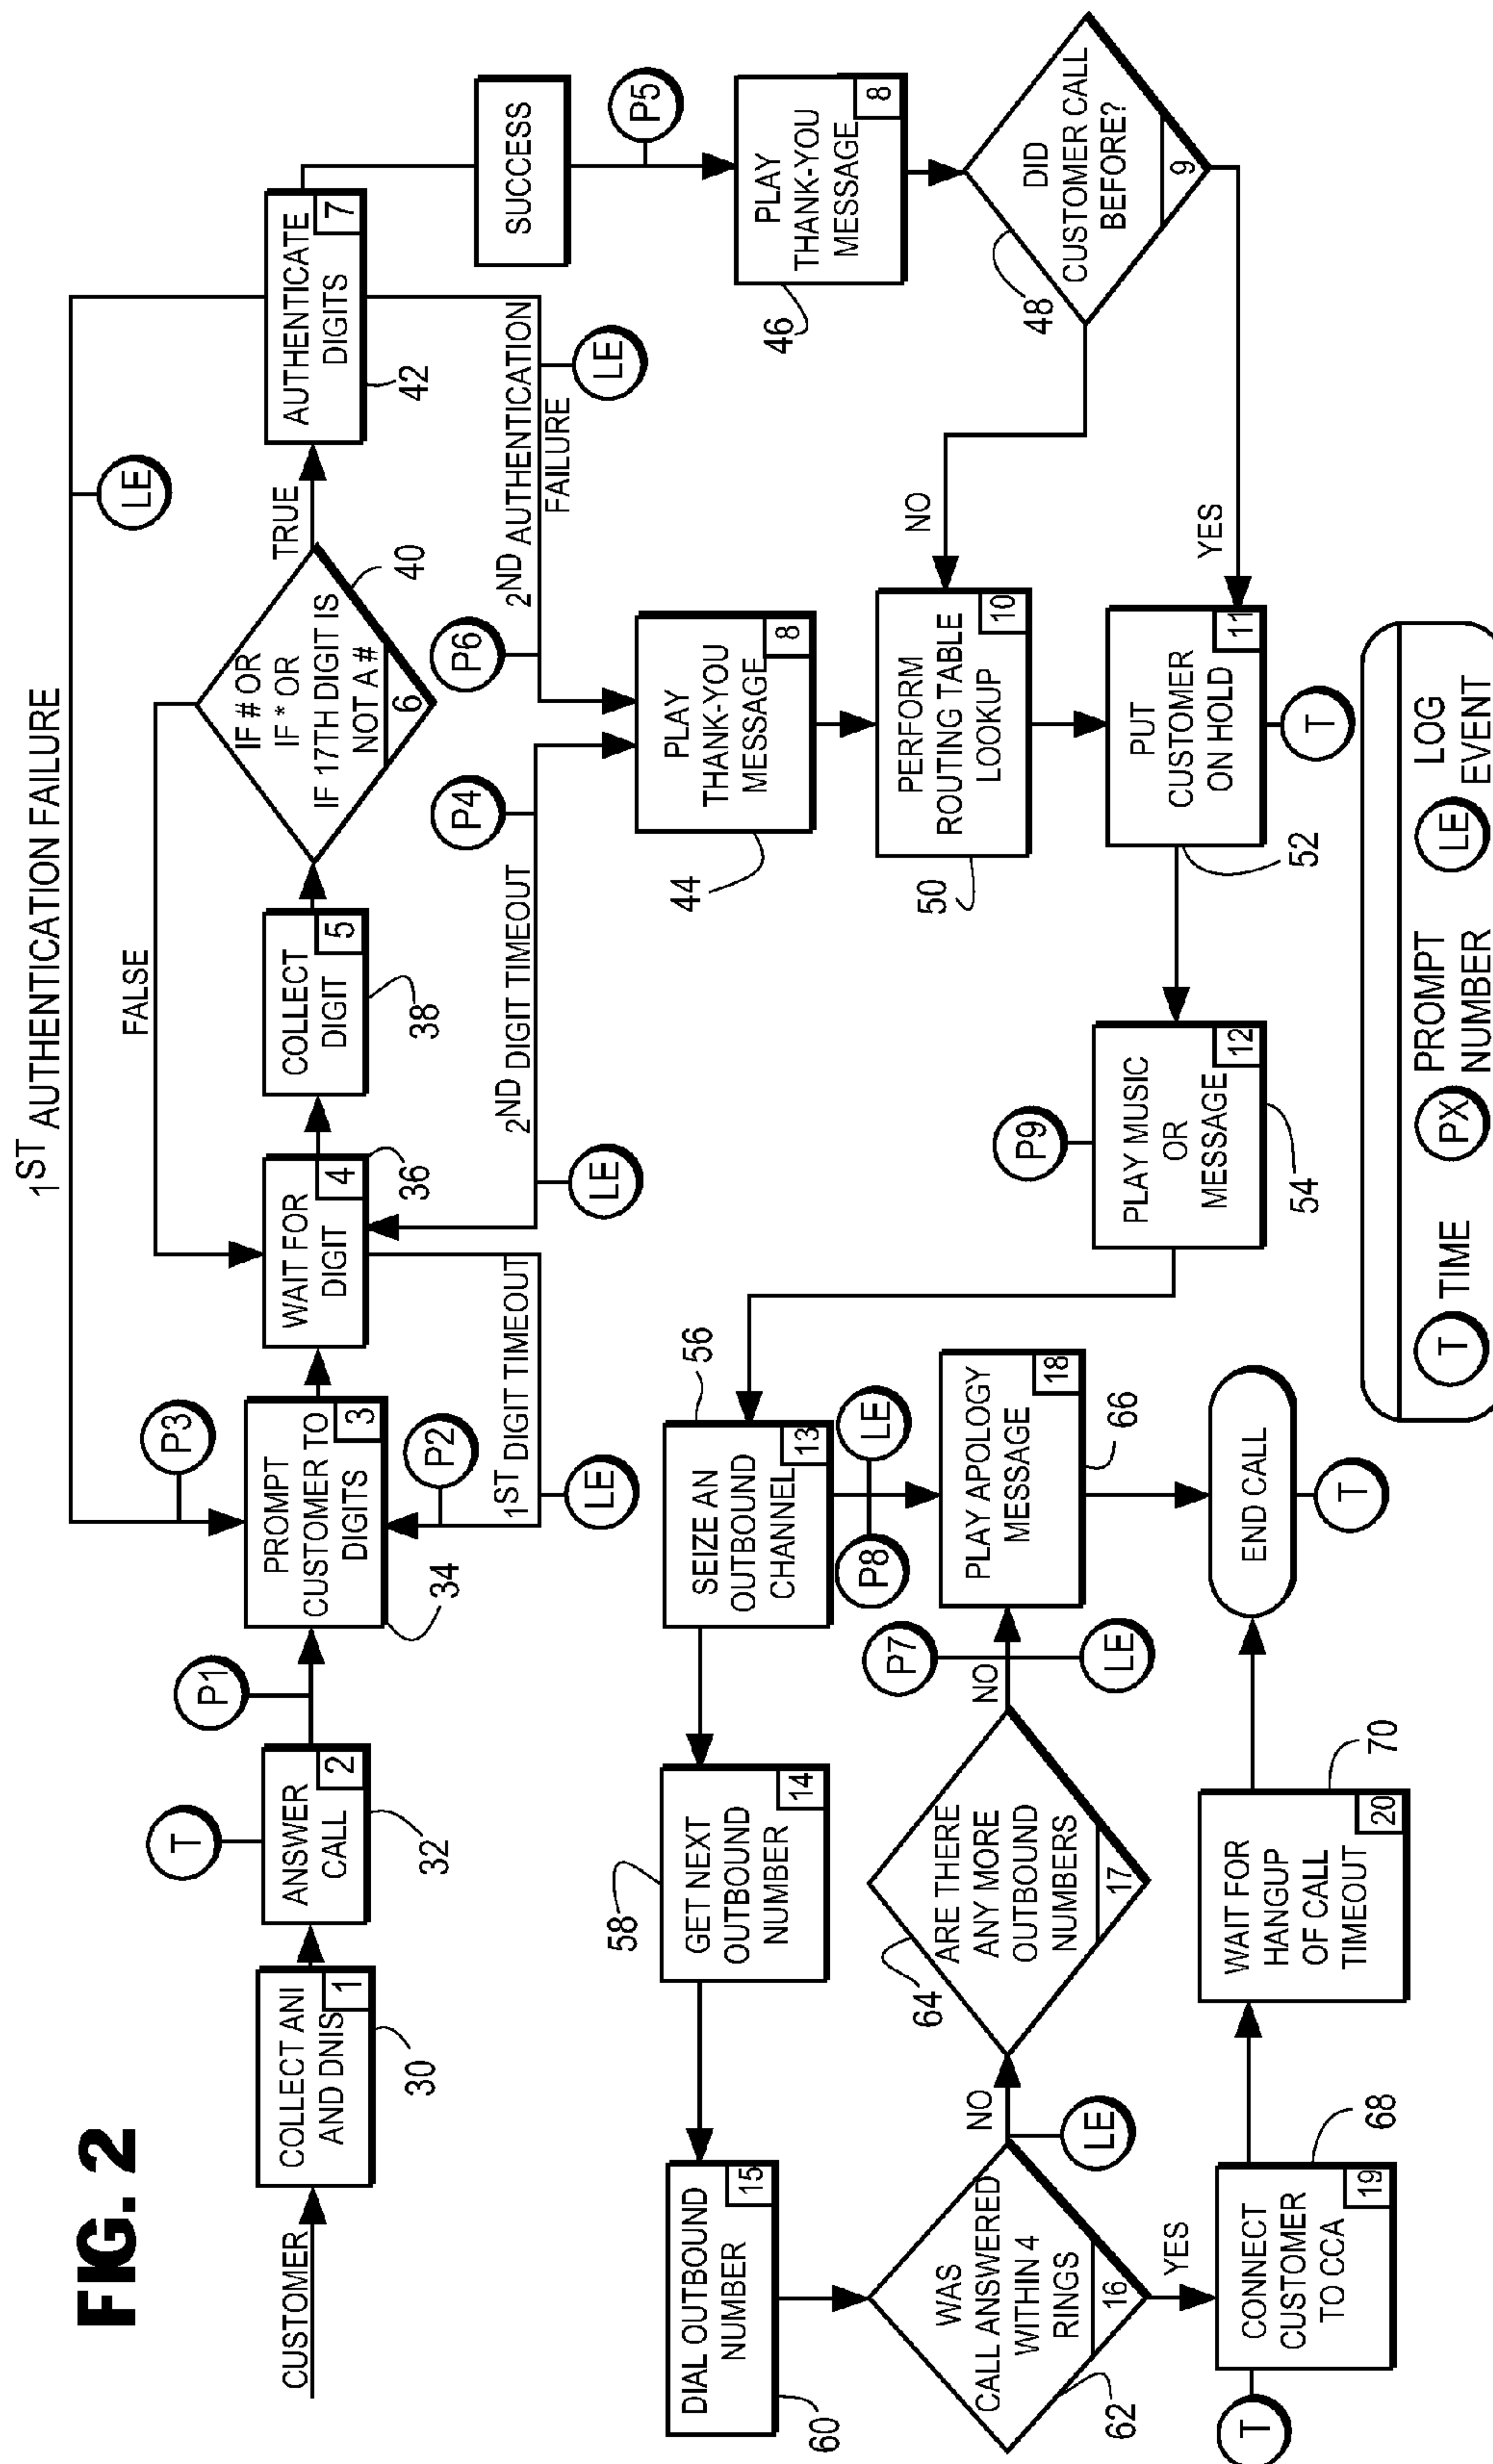 FIG. 2
1ST AUTHENTICATION FAILURE
LE
FALSE
CUSTOMER
COLLECT ANI
AND DNIS
1
30
T
ANSWER
CALL
2
32
P1
P3
PROMPT
CUSTOMER TO
DIGITS
3
34
P2
1ST DIGIT TIMEOUT
LE
WAIT FOR
DIGIT
4
36
COLLECT
DIGIT
5
38
IF # OR
IF * OR
IF 17TH DIGIT IS
NOT A #
6
40
TRUE
AUTHENTICATE
DIGITS
7
42
2ND DIGIT TIMEOUT
LE
P4
P6
2ND AUTHENTICATION
FAILURE
LE
SUCCESS
P5
PLAY
THANK-YOU
MESSAGE
8
44
PLAY
THANK-YOU
MESSAGE
8
46
DID
CUSTOMER CALL
BEFORE?
9
48
NO
YES
PERFORM
ROUTING TABLE
LOOKUP
10
50
PUT
CUSTOMER
ON HOLD
11
52
T
P9
PLAY MUSIC
OR
MESSAGE
12
54
SEIZE AN
OUTBOUND
CHANNEL
13
56
P8
LE
GET NEXT
OUTBOUND
NUMBER
14
58
DIAL OUTBOUND
NUMBER
15
60
WAS
CALL ANSWERED
WITHIN 4
RINGS
16
62
NO
LE
YES
ARE THERE
ANY MORE
OUTBOUND
NUMBERS
17
64
NO
P7
LE
PLAY APOLOGY
MESSAGE
18
66
T
CONNECT
CUSTOMER
TO CCA
19
68
WAIT FOR
HANGUP
OF CALL
TIMEOUT
20
70
END CALL
T
T TIME
PX PROMPT
NUMBER
LE LOG
EVENT